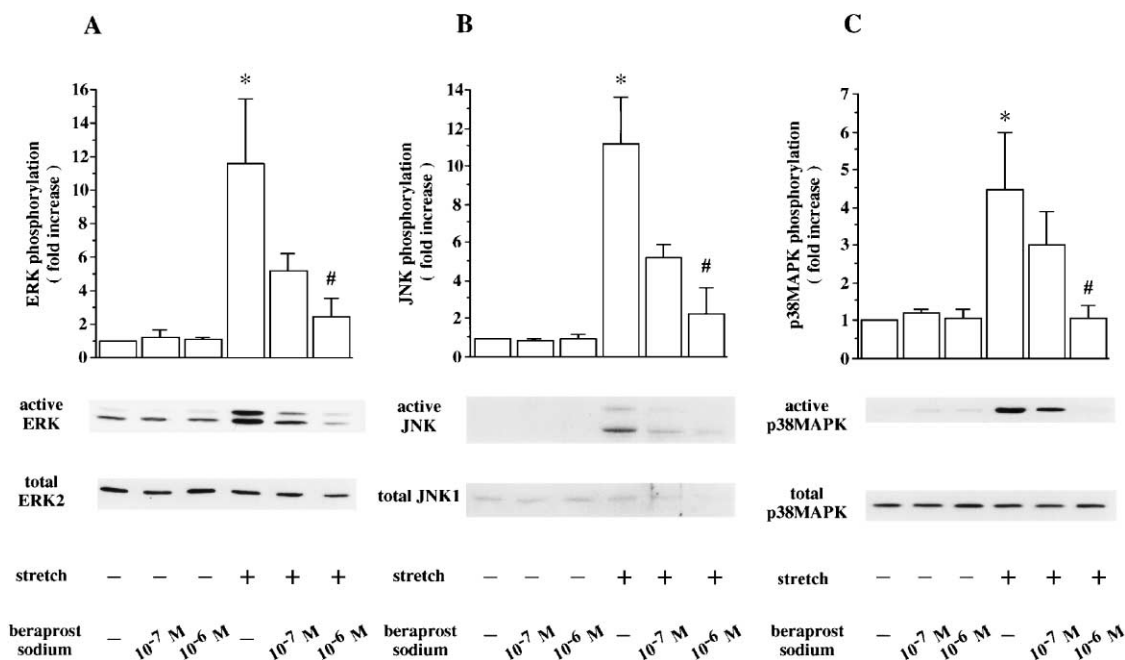 A
ERK phosphorylation
( fold increase )
16
14
12
10
8
6
4
2
0
*
#
active
ERK
total
ERK2
stretch
− − − + + +
beraprost
sodium
− 10⁻⁷ M 10⁻⁶ M − 10⁻⁷ M 10⁻⁶ M
B
JNK phosphorylation
( fold increase )
14
12
10
8
6
4
2
0
*
#
active
JNK
total JNK1
stretch
− − − + + +
beraprost
sodium
− 10⁻⁷ M 10⁻⁶ M − 10⁻⁷ M 10⁻⁶ M
C
p38MAPK phosphorylation
( fold increase )
7
6
5
4
3
2
1
0
*
#
active
p38MAPK
total
p38MAPK
stretch
− − − + + +
beraprost
sodium
− 10⁻⁷ M 10⁻⁶ M − 10⁻⁷ M 10⁻⁶ M